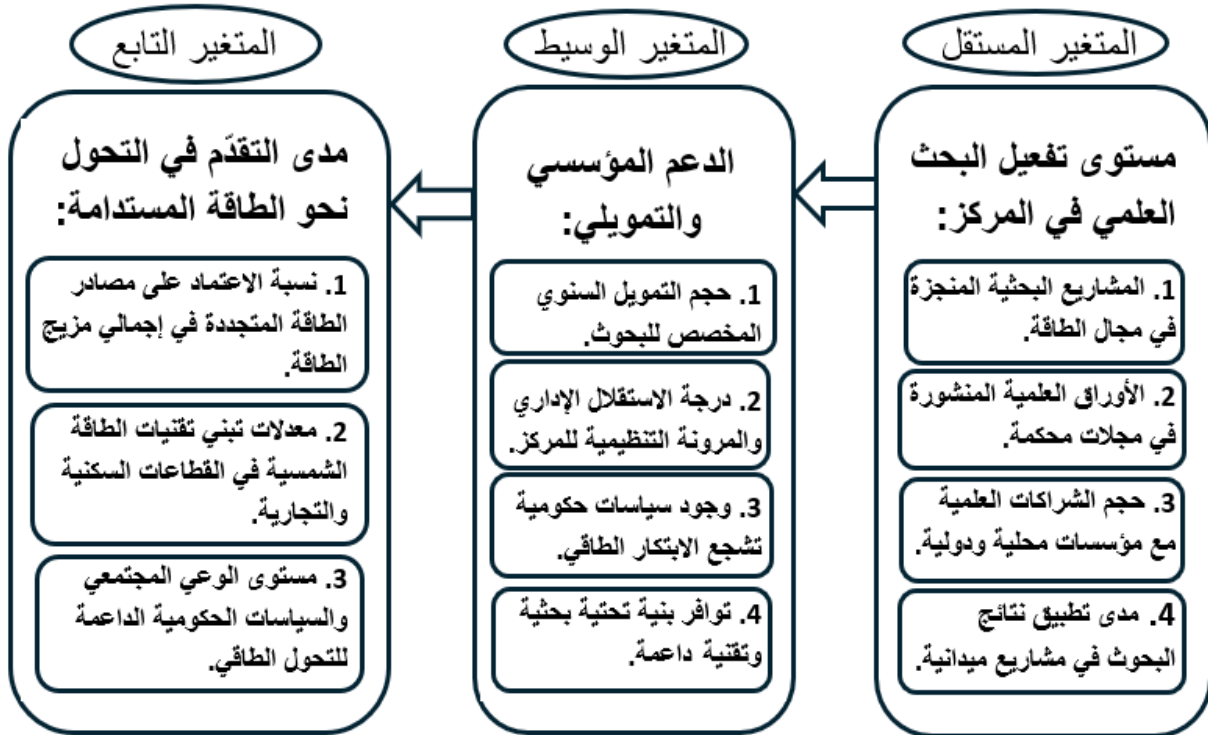 المتغير المستقل
مستوى تفعيل البحث
العلمي في المركز:
1. المشاريع البحثية المنجزة
في مجال الطاقة.
2. الأوراق العلمية المنشورة
في مجلات محكمة.
3. حجم الشراكات العلمية
مع مؤسسات محلية ودولية.
4. مدى تطبيق نتائج
البحوث في مشاريع ميدانية.
المتغير الوسيط
الدعم المؤسسي
والتمويلي:
1. حجم التمويل السنوي
المخصص للبحوث.
2. درجة الاستقلال الإداري
والمرونة التنظيمية للمركز.
3. وجود سياسات حكومية
تشجع الابتكار الطاقي.
4. توافر بنية تحتية بحثية
وتقنية داعمة.
المتغير التابع
مدى التقدّم في التحول
نحو الطاقة المستدامة:
1. نسبة الاعتماد على مصادر
الطاقة المتجددة في إجمالي مزيج
الطاقة.
2. معدلات تبني تقنيات الطاقة
الشمسية في القطاعات السكنية
والتجارية.
3. مستوى الوعي المجتمعي
والسياسات الحكومية الداعمة
للتحول الطاقي.